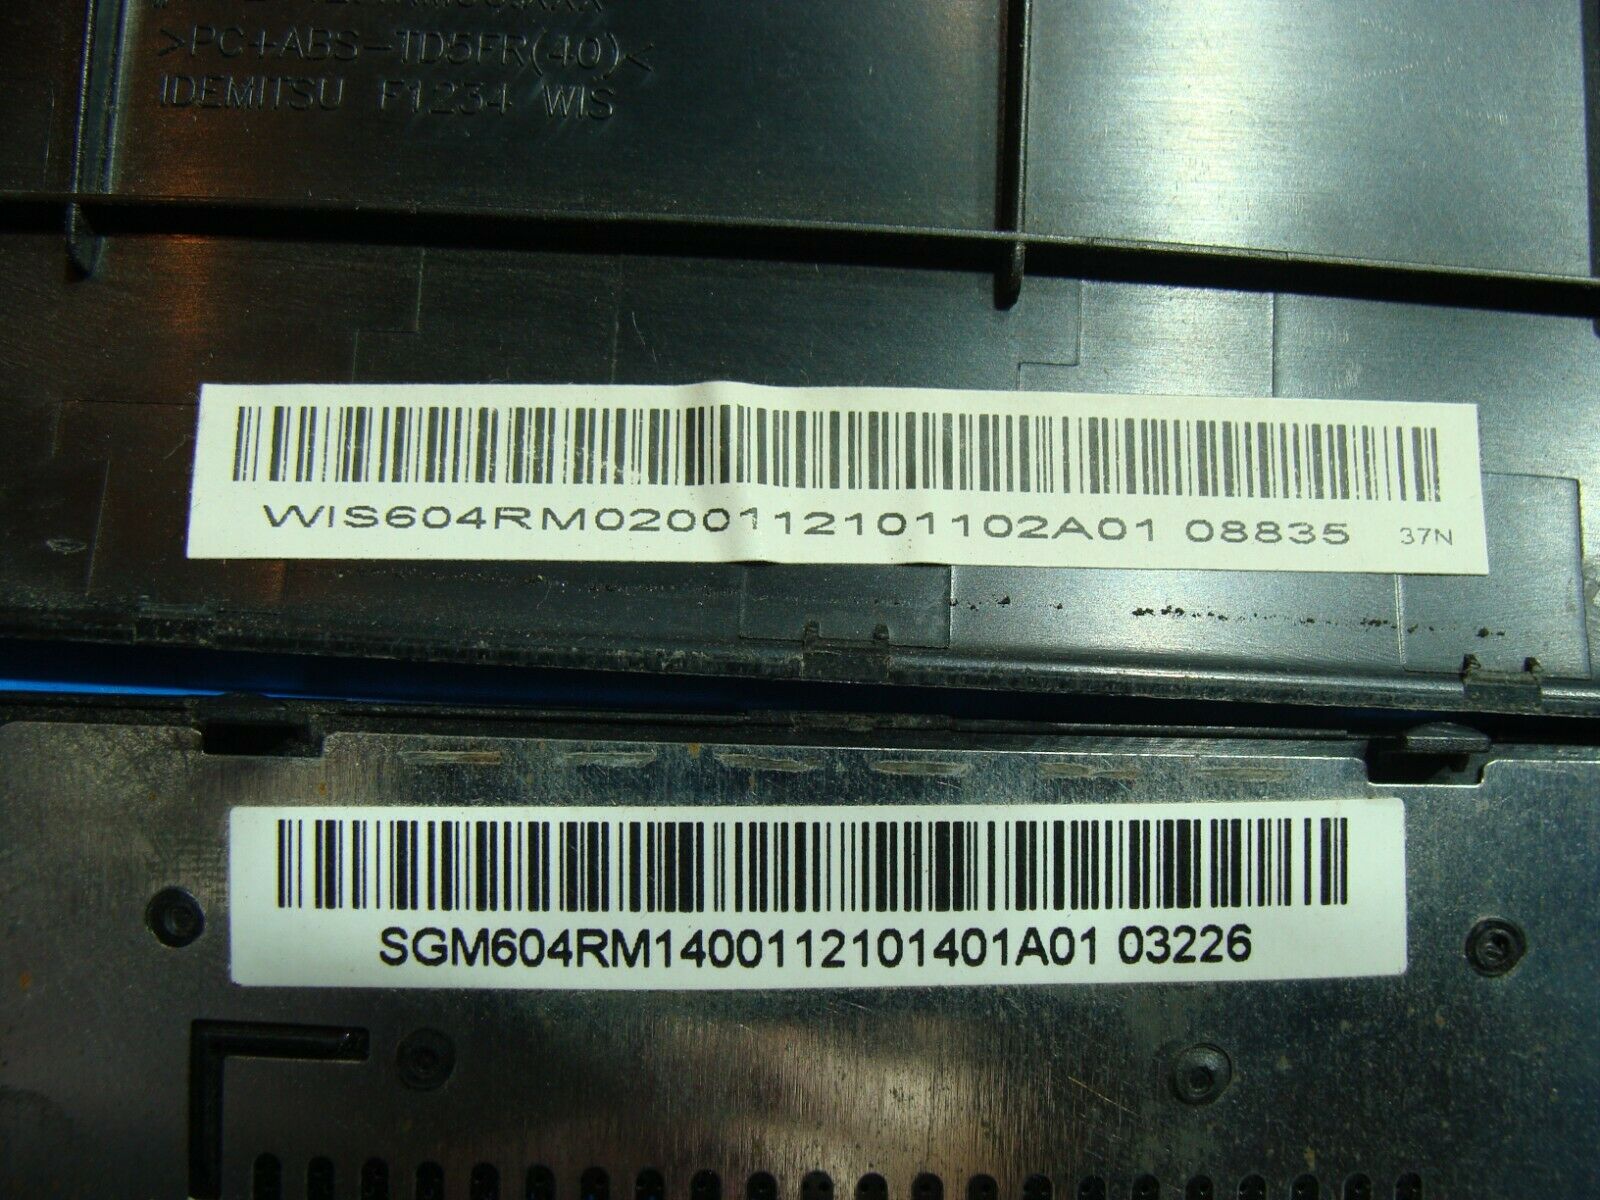 >PC+ABS-TD5FR(40)<
IDEMITSU F1234 WIS
WIS604RM0200112101102A01 08835 37N
SGM604RM1400112101401A01 03226